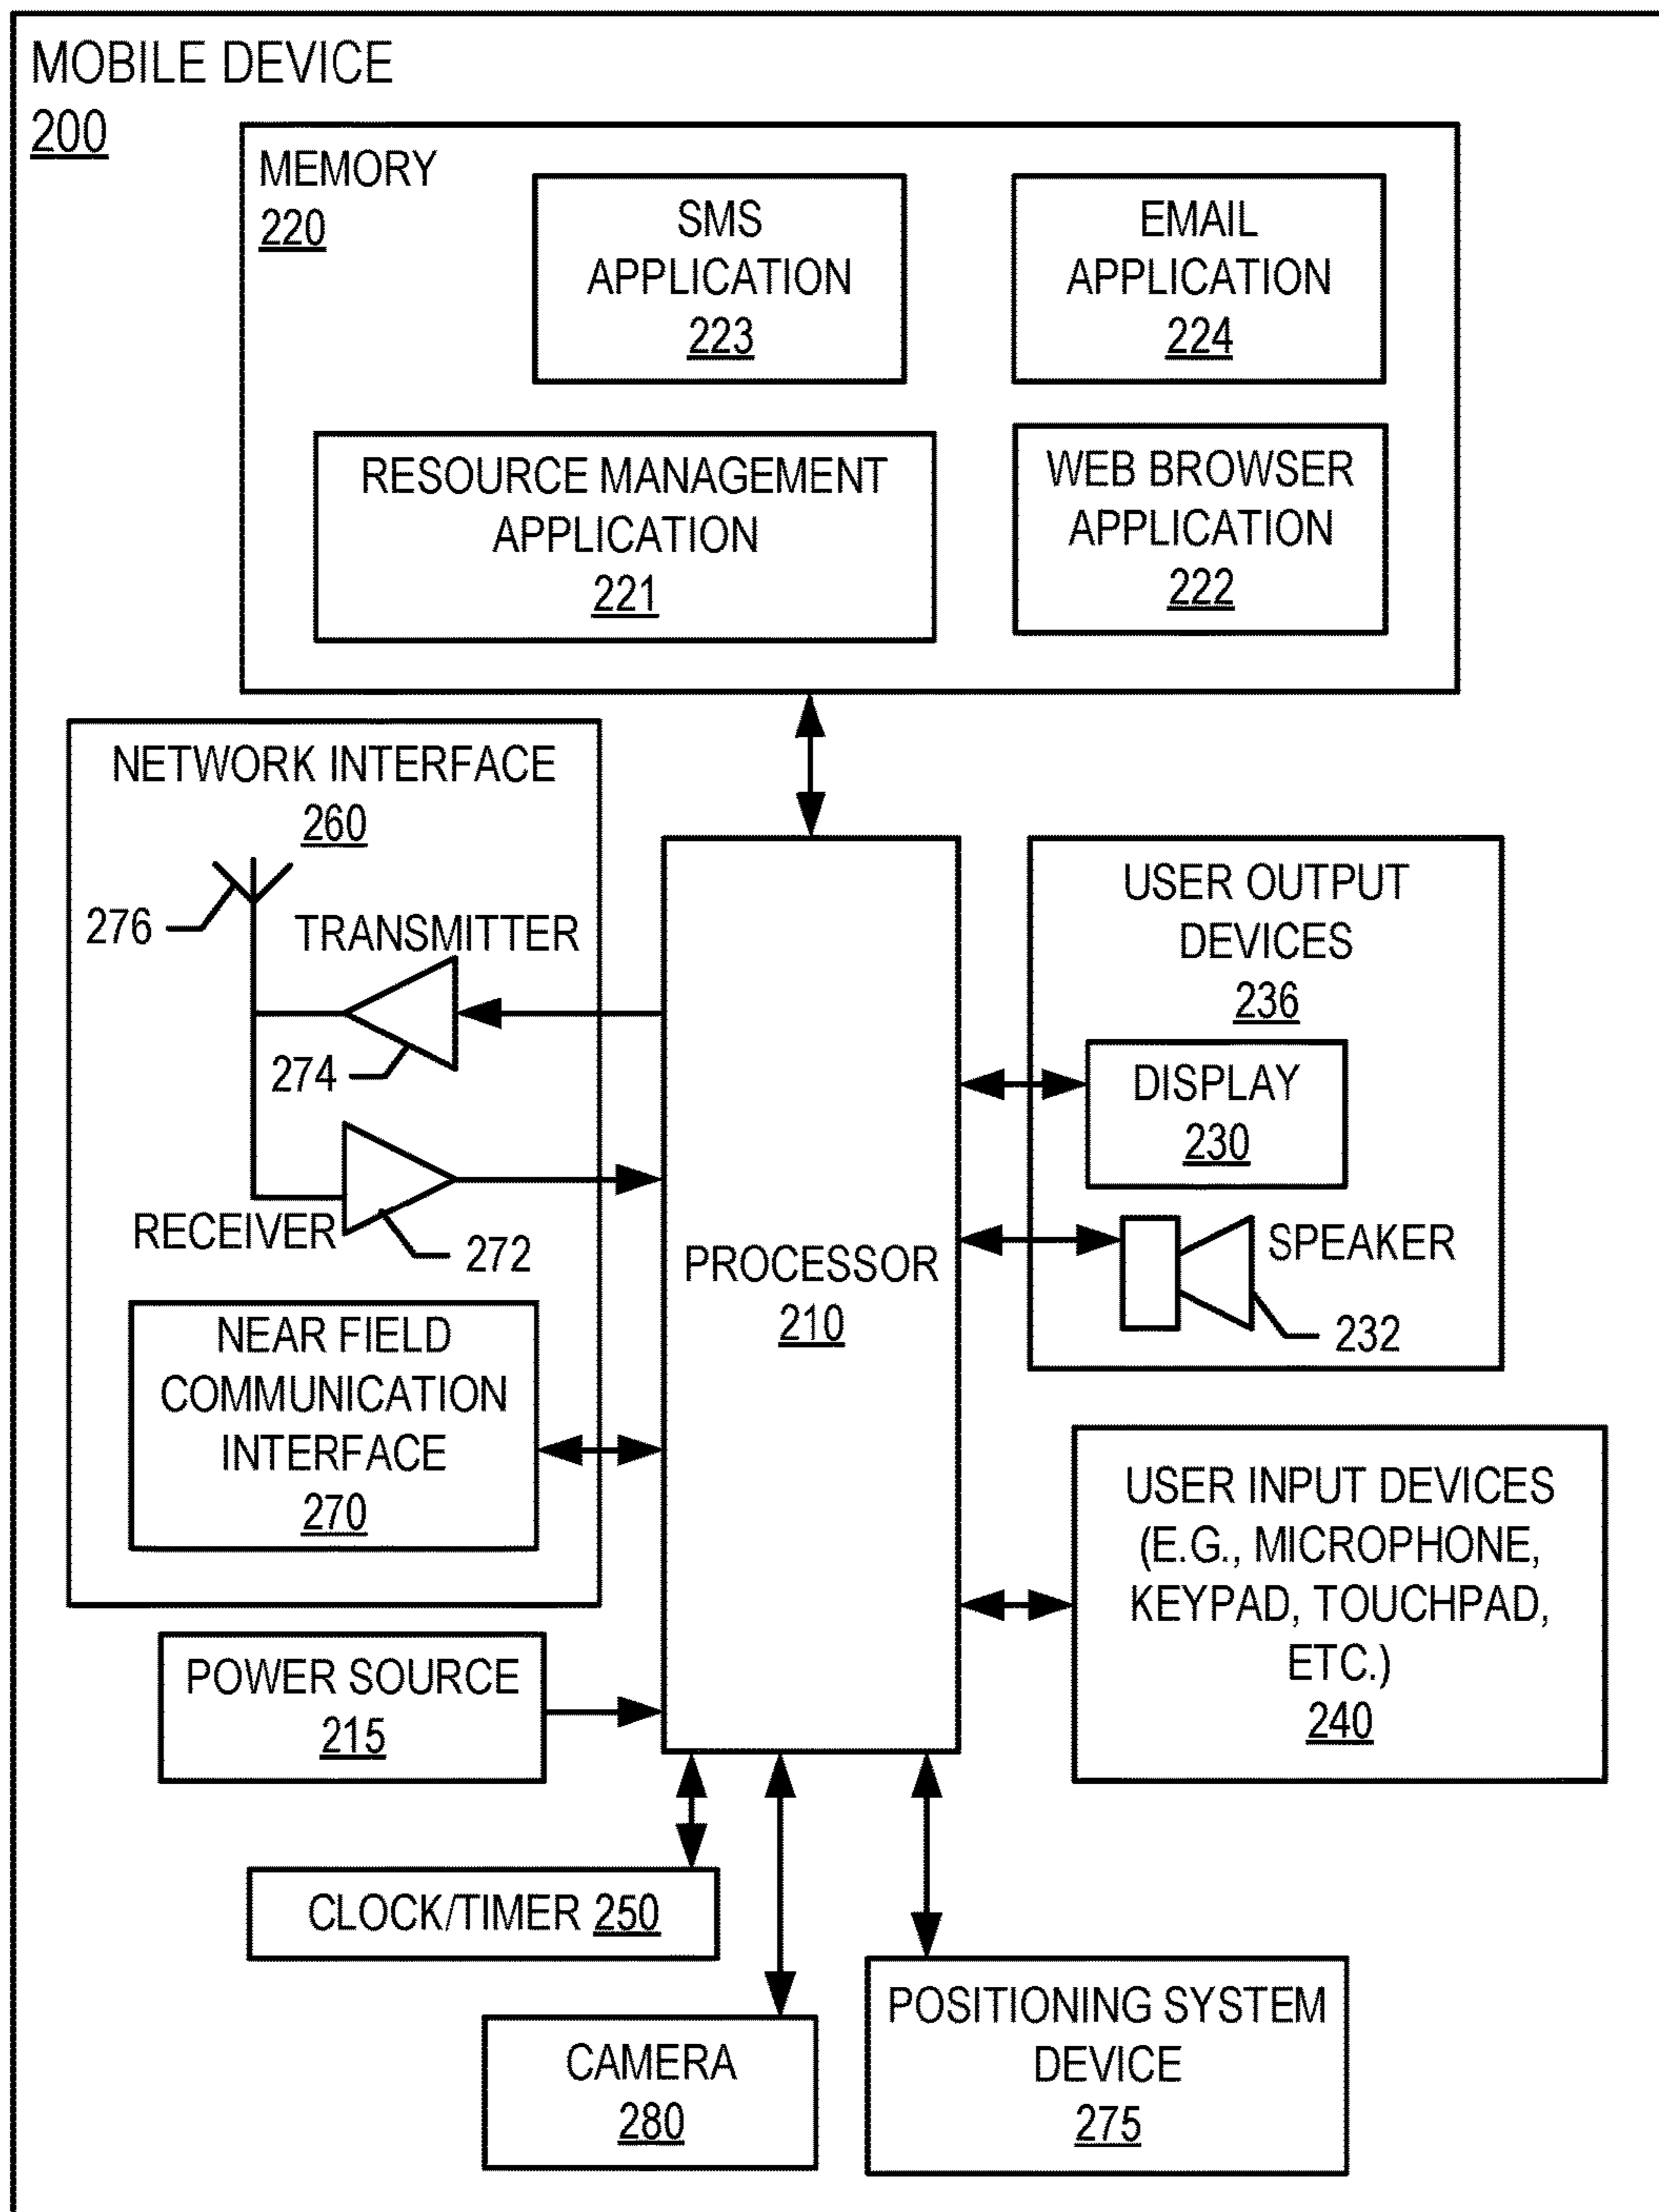 MOBILE DEVICE
200
MEMORY
220
SMS
APPLICATION
223
EMAIL
APPLICATION
224
RESOURCE MANAGEMENT
APPLICATION
221
WEB BROWSER
APPLICATION
222
NETWORK INTERFACE
260
276
TRANSMITTER
274
RECEIVER
272
NEAR FIELD
COMMUNICATION
INTERFACE
270
PROCESSOR
210
USER OUTPUT
DEVICES
236
DISPLAY
230
SPEAKER
232
USER INPUT DEVICES
(E.G., MICROPHONE,
KEYPAD, TOUCHPAD,
ETC.)
240
POWER SOURCE
215
CLOCK/TIMER 250
CAMERA
280
POSITIONING SYSTEM
DEVICE
275